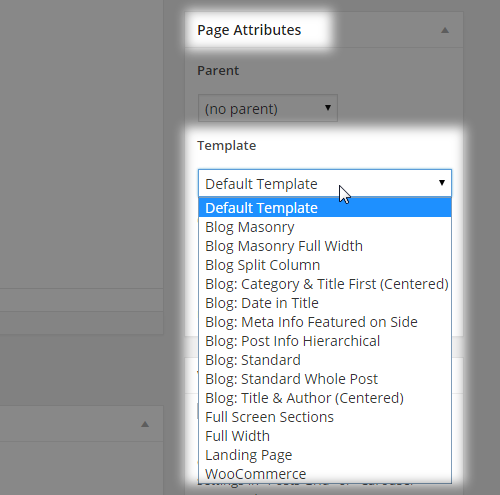 Page Attributes
Parent
(no parent)
Template
Default Template
Default Template
Blog Masonry
Blog Masonry Full Width
Blog Split Column
Blog: Category & Title First (Centered)
Blog: Date in Title
Blog: Meta Info Featured on Side
Blog: Post Info Hierarchical
Blog: Standard
Blog: Standard Whole Post
Blog: Title & Author (Centered)
Full Screen Sections
Full Width
Landing Page
WooCommerce